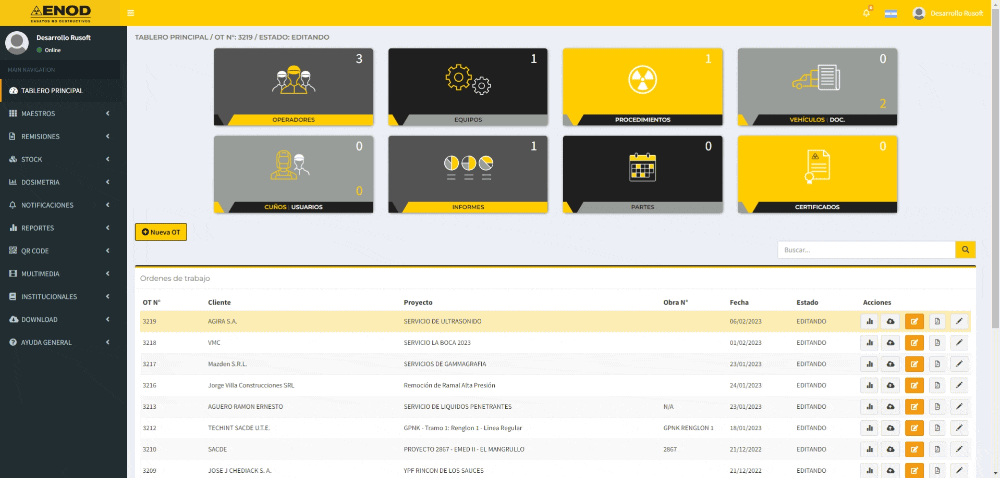 ENOD
ENSAYOS NO DESTRUCTIVOS
6
Desarrollo Rusoft
Desarrollo Rusoft
Online
MAIN NAVIGATION
TABLERO PRINCIPAL
MAESTROS
REMISIONES
STOCK
DOSIMETRIA
NOTIFICACIONES
REPORTES
QR CODE
MULTIMEDIA
INSTITUCIONALES
DOWNLOAD
AYUDA GENERAL
TABLERO PRINCIPAL / OT N°: 3219 / ESTADO: EDITANDO
3
OPERADORES
1
EQUIPOS
1
PROCEDIMIENTOS
0
2
VEHÍCULOS | DOC.
0
0
CUÑOS | USUARIOS
1
INFORMES
0
PARTES
0
CERTIFICADOS
Nueva OT
Buscar...
Ordenes de trabajo
OT N° Cliente Proyecto Obra N° Fecha Estado Acciones
3219 AGIRA S.A. SERVICIO DE ULTRASONIDO 06/02/2023 EDITANDO
3218 VMC SERVICIO LA BOCA 2023 01/02/2023 EDITANDO
3217 Mazden S.R.L. SERVICIOS DE GAMMAGRAFIA 23/01/2023 EDITANDO
3216 Jorge Villa Construcciones SRL Remoción de Ramal Alta Presión 24/01/2023 EDITANDO
3213 AGUERO RAMON ERNESTO SERVICIO DE LIQUIDOS PENETRANTES N/A 23/01/2023 EDITANDO
3212 TECHINT SACDE U.T.E. GPNK - Tramo 1: Renglon 1 - Linea Regular GPNK RENGLON 1 18/01/2023 EDITANDO
3210 SACDE PROYECTO 2867 - EMED II - EL MANGRULLO 2867 21/12/2022 EDITANDO
3209 JOSE J CHEDIACK S. A. YPF RINCON DE LOS SAUCES 21/12/2022 EDITANDO